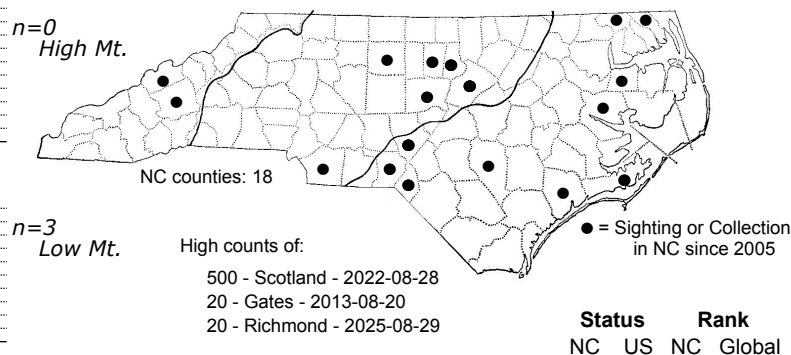 n=0
High Mt.
NC counties: 18
n=3
Low Mt.
● = Sighting or Collection
in NC since 2005
High counts of:
500 - Scotland - 2022-08-28
20 - Gates - 2013-08-20
20 - Richmond - 2025-08-29
Status Rank
NC US NC Global